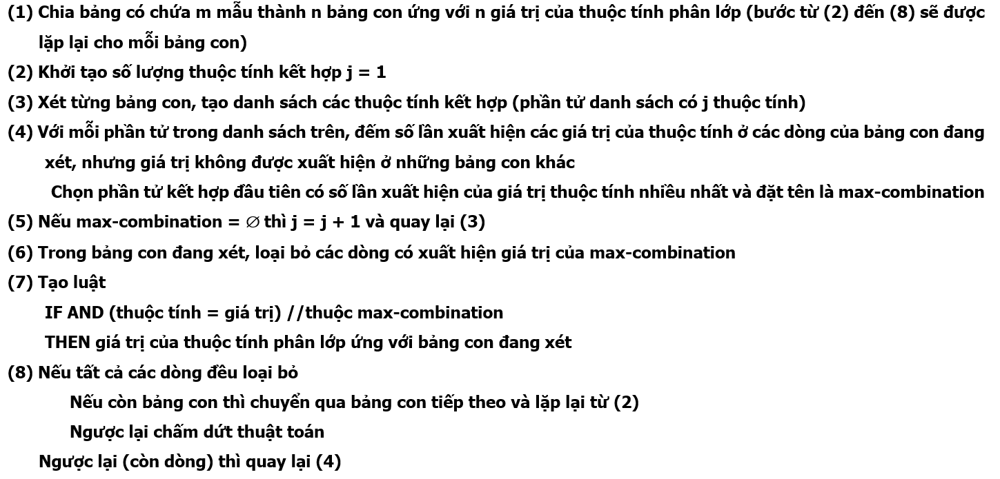 (1) Chia bảng có chứa m mẫu thành n bảng con ứng với n giá trị của thuộc tính phân lớp (bước từ (2) đến (8) sẽ được
lặp lại cho mỗi bảng con)
(2) Khởi tạo số lượng thuộc tính kết hợp j = 1
(3) Xét từng bảng con, tạo danh sách các thuộc tính kết hợp (phần tử danh sách có j thuộc tính)
(4) Với mỗi phần tử trong danh sách trên, đếm số lần xuất hiện các giá trị của thuộc tính ở các dòng của bảng con đang
xét, nhưng giá trị không được xuất hiện ở những bảng con khác
Chọn phần tử kết hợp đầu tiên có số lần xuất hiện của giá trị thuộc tính nhiều nhất và đặt tên là max-combination
(5) Nếu max-combination = ∅ thì j = j + 1 và quay lại (3)
(6) Trong bảng con đang xét, loại bỏ các dòng có xuất hiện giá trị của max-combination
(7) Tạo luật
IF AND (thuộc tính = giá trị) //thuộc max-combination
THEN giá trị của thuộc tính phân lớp ứng với bảng con đang xét
(8) Nếu tất cả các dòng đều loại bỏ
Nếu còn bảng con thì chuyển qua bảng con tiếp theo và lặp lại từ (2)
Ngược lại chấm dứt thuật toán
Ngược lại (còn dòng) thì quay lại (4)